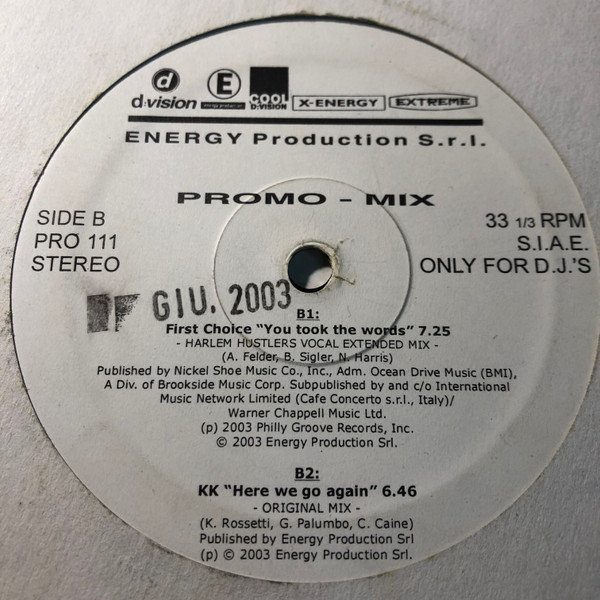 d
d:vision
E
COOL
D:VISION
X-ENERGY
EXTREME
ENERGY Production S.r.l.
PROMO - MIX
SIDE B
PRO 111
STEREO
33 1/3 RPM
S.I.A.E.
ONLY FOR D.J.'S
GIU. 2003
B1:
First Choice "You took the words" 7.25
- HARLEM HUSTLERS VOCAL EXTENDED MIX -
(A. Felder, B. Sigler, N. Harris)
Published by Nickel Shoe Music Co., Inc., Adm. Ocean Drive Music (BMI),
A Div. of Brookside Music Corp. Subpublished by and c/o International
Music Network Limited (Cafe Concerto s.r.l., Italy)/
Warner Chappell Music Ltd.
(p) 2003 Philly Groove Records, Inc.
© 2003 Energy Production Srl.
B2:
KK "Here we go again" 6.46
- ORIGINAL MIX -
(K. Rossetti, G. Palumbo, C. Caine)
Published by Energy Production Srl
(p) © 2003 Energy Production Srl.